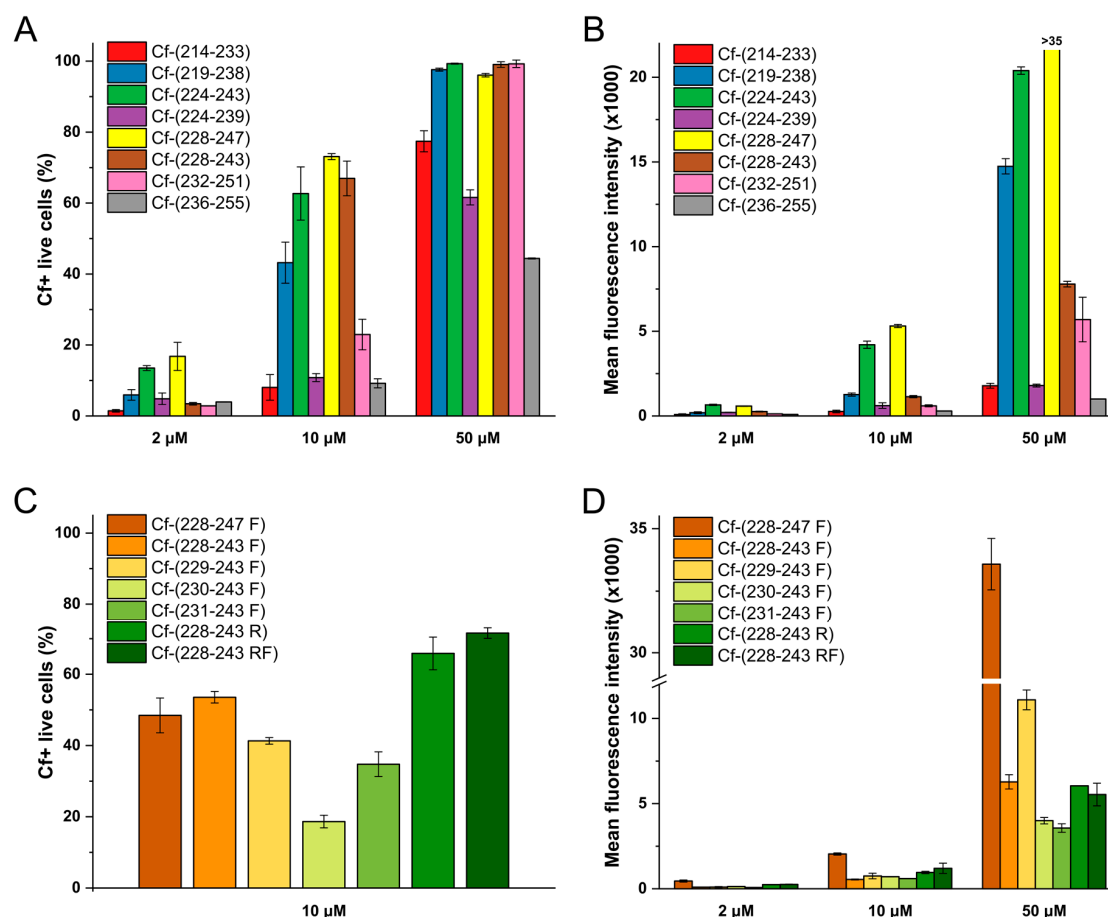 A
Cf+ live cells (%)
100
80
60
40
20
0
Cf-(214-233)
Cf-(219-238)
Cf-(224-243)
Cf-(224-239)
Cf-(228-247)
Cf-(228-243)
Cf-(232-251)
Cf-(236-255)
2 µM
10 µM
50 µM
B
Mean fluorescence intensity (x1000)
20
15
10
5
0
Cf-(214-233)
Cf-(219-238)
Cf-(224-243)
Cf-(224-239)
Cf-(228-247)
Cf-(228-243)
Cf-(232-251)
Cf-(236-255)
>35
2 µM
10 µM
50 µM
C
Cf+ live cells (%)
100
80
60
40
20
0
Cf-(228-247 F)
Cf-(228-243 F)
Cf-(229-243 F)
Cf-(230-243 F)
Cf-(231-243 F)
Cf-(228-243 R)
Cf-(228-243 RF)
10 µM
D
Mean fluorescence intensity (x1000)
35
30
10
5
0
Cf-(228-247 F)
Cf-(228-243 F)
Cf-(229-243 F)
Cf-(230-243 F)
Cf-(231-243 F)
Cf-(228-243 R)
Cf-(228-243 RF)
2 µM
10 µM
50 µM